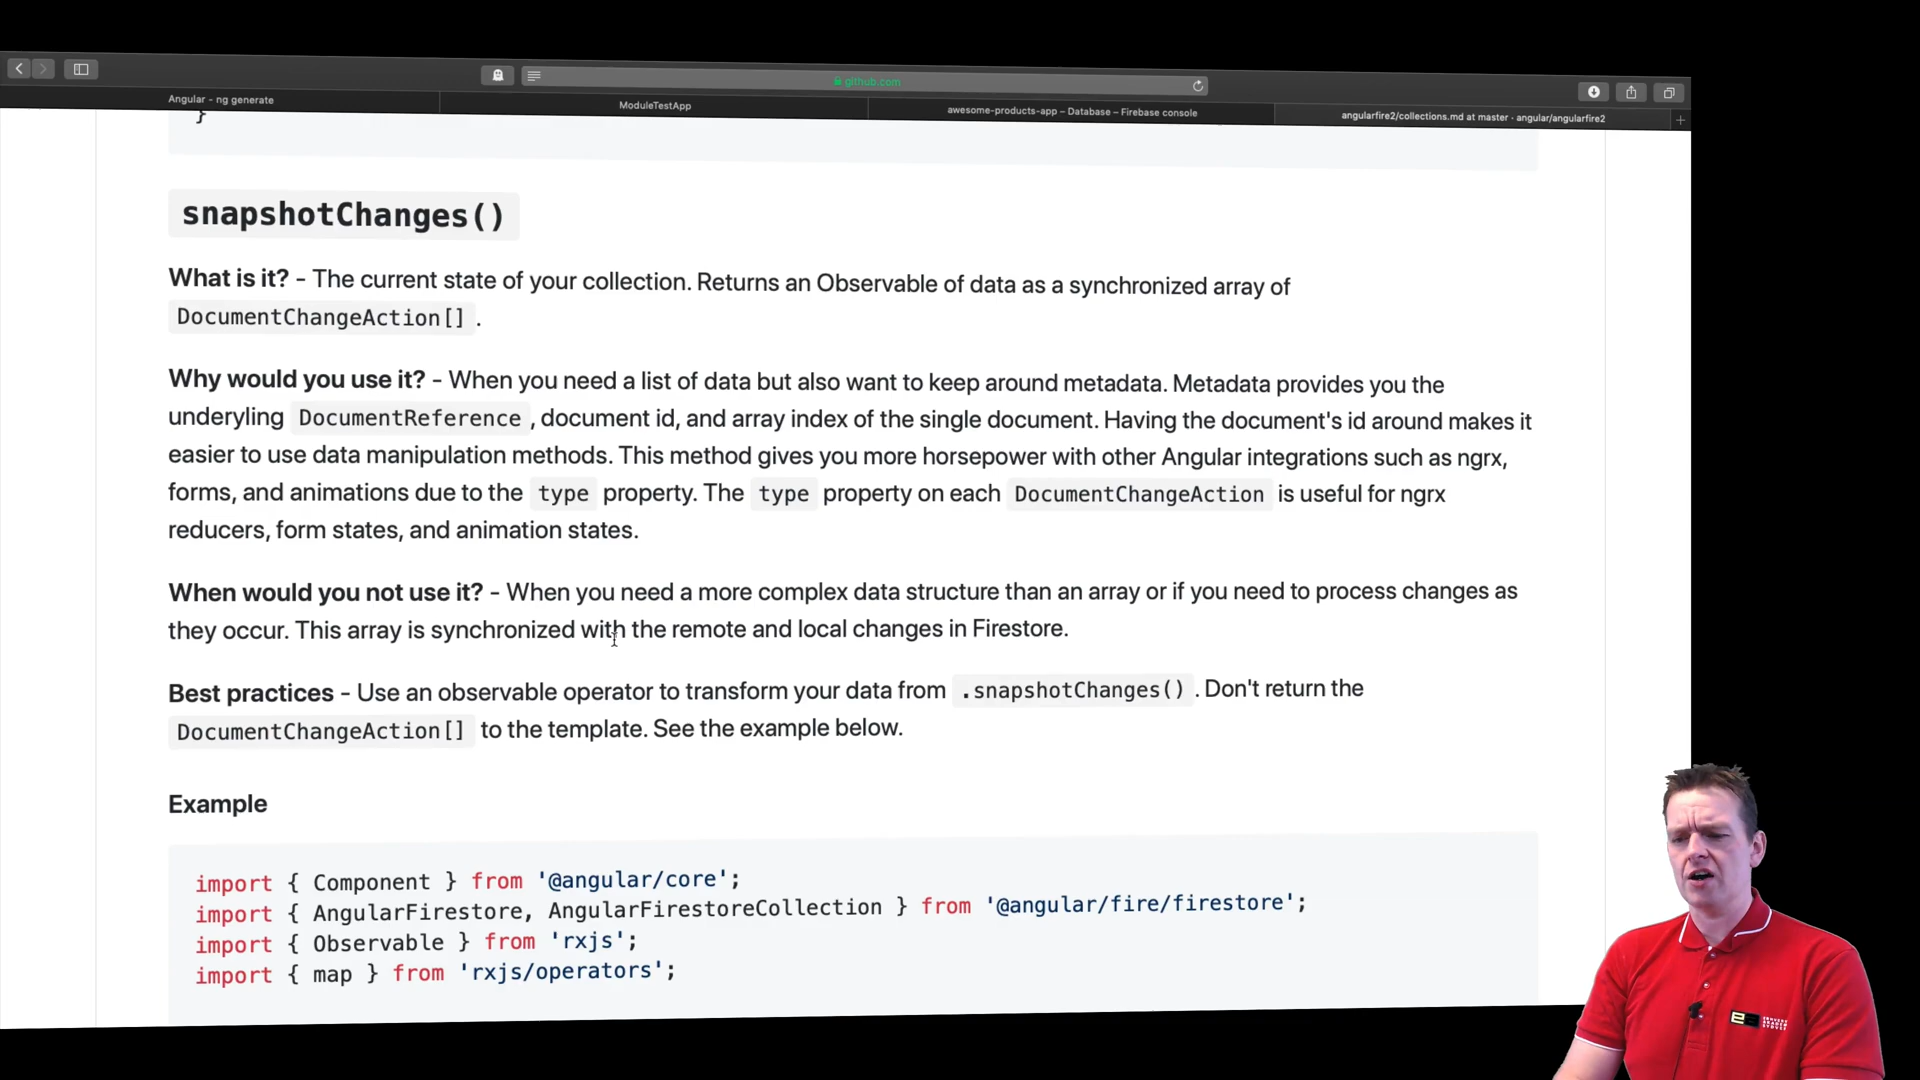 github.com
Angular - ng generate
ModuleTestApp
awesome-products-app – Database – Firebase console
angularfire2/collections.md at master · angular/angularfire2
}
snapshotChanges()
What is it? - The current state of your collection. Returns an Observable of data as a synchronized array of
DocumentChangeAction[] .
Why would you use it? - When you need a list of data but also want to keep around metadata. Metadata provides you the
underyling DocumentReference , document id, and array index of the single document. Having the document's id around makes it
easier to use data manipulation methods. This method gives you more horsepower with other Angular integrations such as ngrx,
forms, and animations due to the type property. The type property on each DocumentChangeAction is useful for ngrx
reducers, form states, and animation states.
When would you not use it? - When you need a more complex data structure than an array or if you need to process changes as
they occur. This array is synchronized with the remote and local changes in Firestore.
Best practices - Use an observable operator to transform your data from .snapshotChanges() . Don't return the
DocumentChangeAction[] to the template. See the example below.
Example
import { Component } from '@angular/core';
import { AngularFirestore, AngularFirestoreCollection } from '@angular/fire/firestore';
import { Observable } from 'rxjs';
import { map } from 'rxjs/operators';